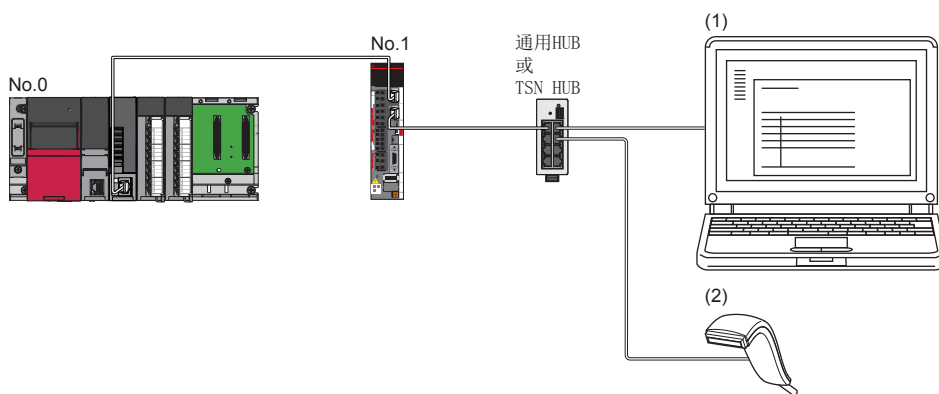 (1)
No.1
通用HUB
或
TSN HUB
No.0
(2)